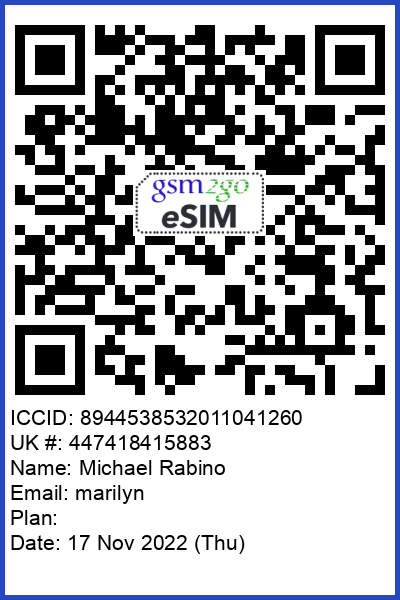 gsm2go
eSIM
ICCID: 8944538532011041260
UK #: 447418415883
Name: Michael Rabino
Email: marilyn
Plan:
Date: 17 Nov 2022 (Thu)